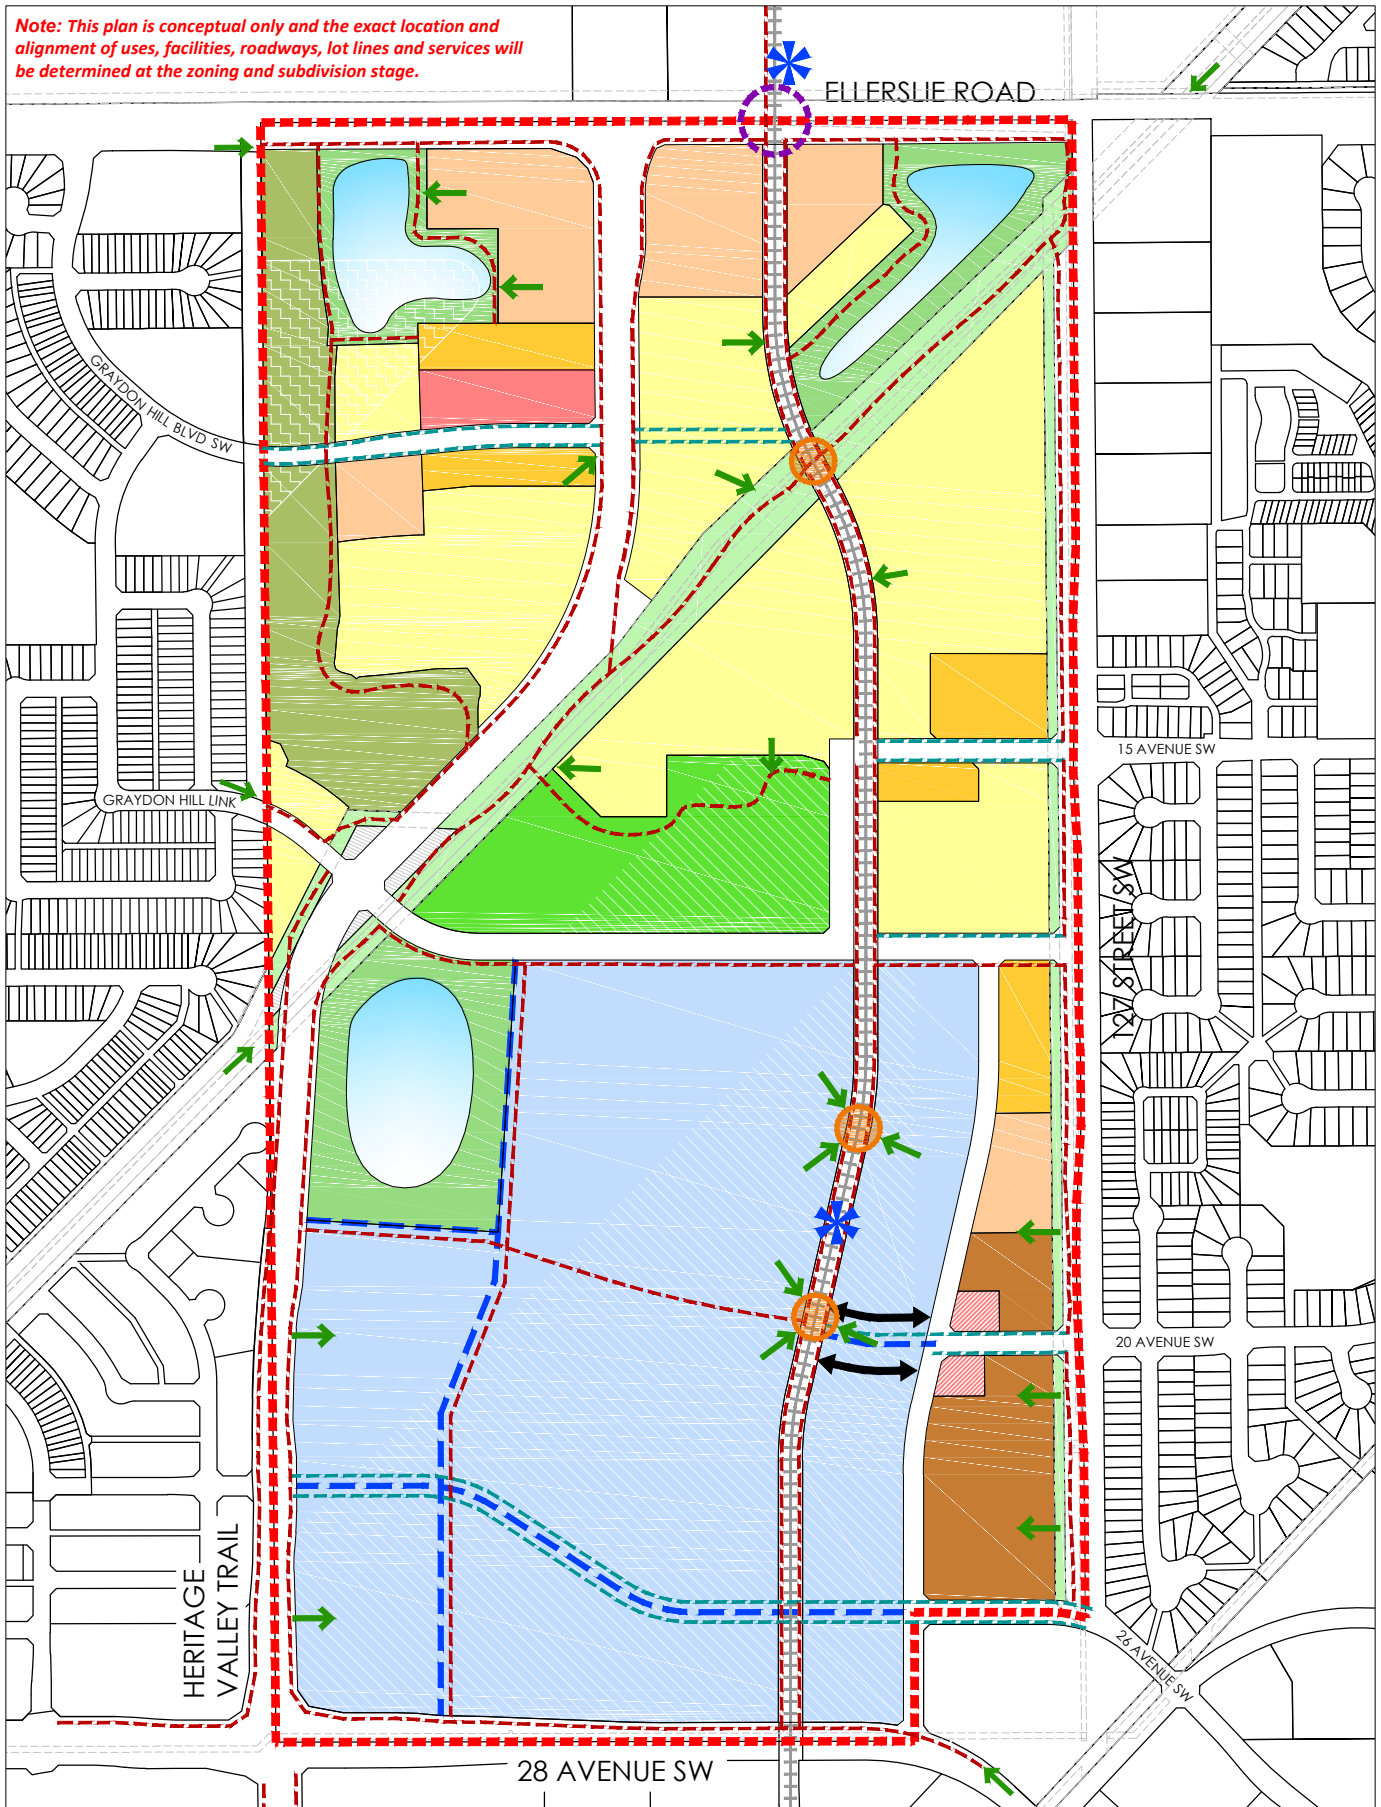 Note: This plan is conceptual only and the exact location and
alignment of uses, facilities, roadways, lot lines and services will
be determined at the zoning and subdivision stage.
ELLERSLIE ROAD
GRAYDON HILL BLVD SW
15 AVENUE SW
GRAYDON HILL LINK
127 STREET SW
20 AVENUE SW
HERITAGE
VALLEY TRAIL
26 AVENUE SW
28 AVENUE SW